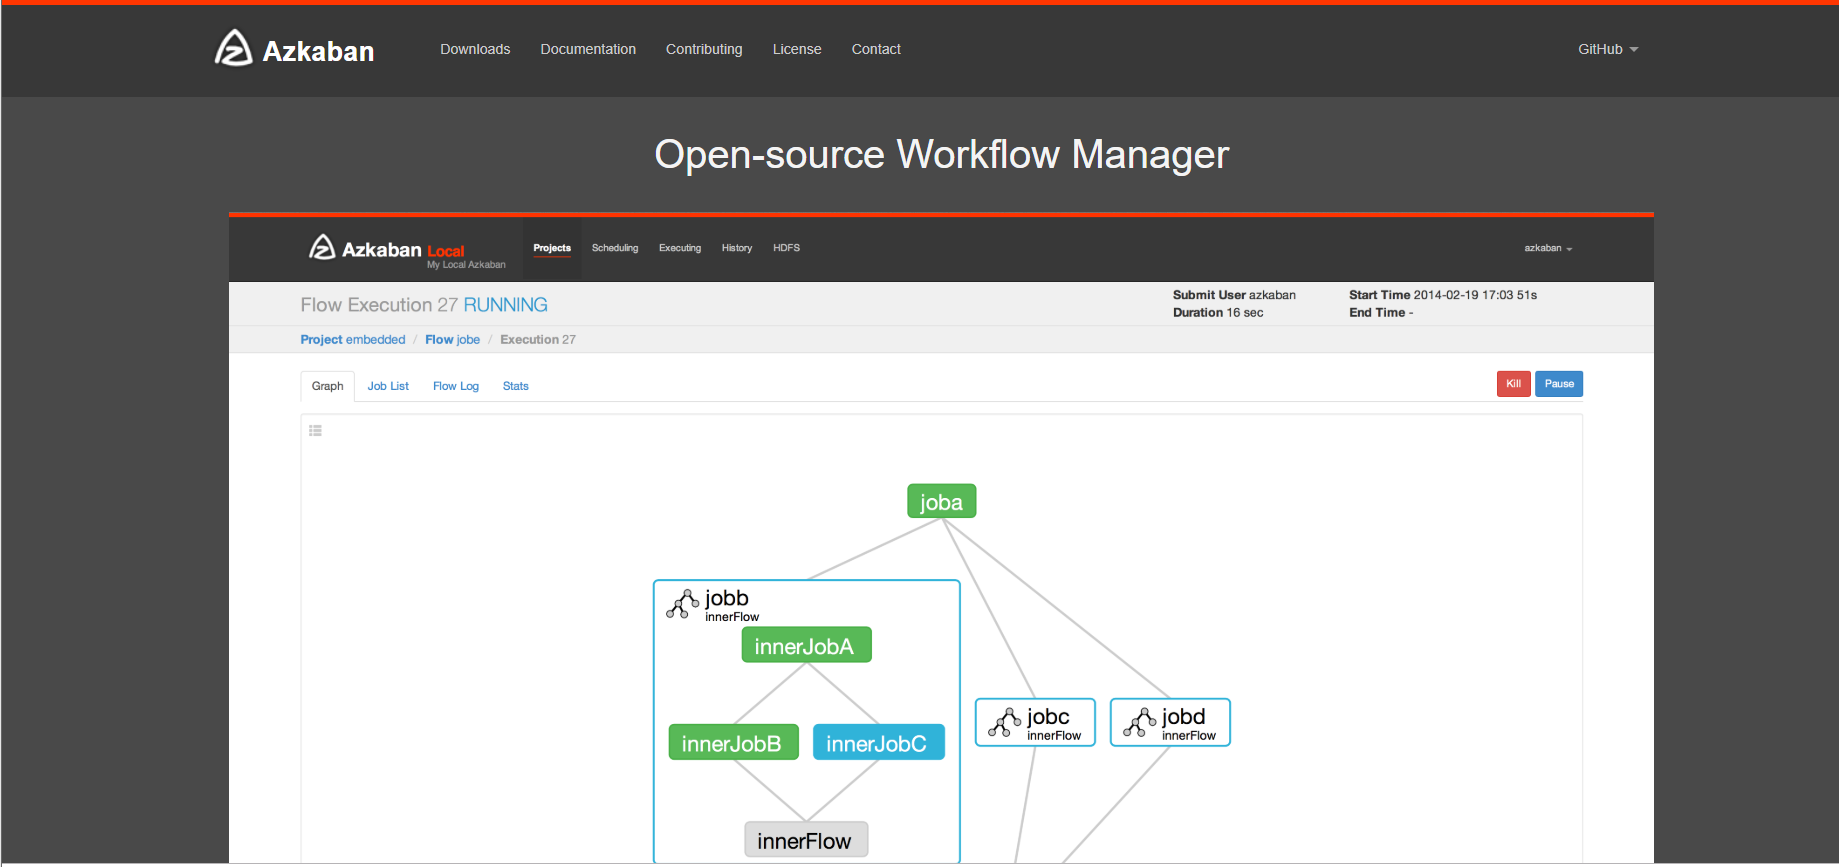 Azkaban Downloads Documentation Contributing License Contact GitHub
Open-source Workflow Manager
Azkaban Local Projects Scheduling Executing History HDFS azkaban
My Local Azkaban
Flow Execution 27 RUNNING
Submit User azkaban Start Time 2014-02-19 17:03 51s
Duration 16 sec End Time -
Project embedded / Flow jobe / Execution 27
Graph Job List Flow Log Stats Kill Pause
joba
jobb
innerFlow
innerJobA
innerJobB innerJobC
innerFlow
jobc
innerFlow
jobd
innerFlow